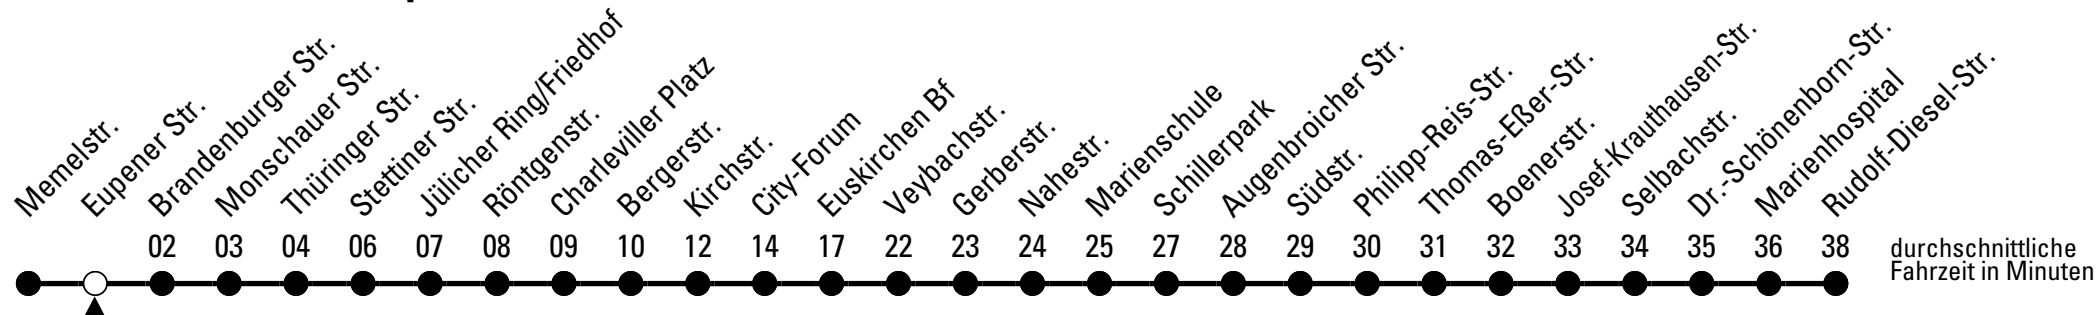 Memelstr.
Eupener Str.
Brandenburger Str.
Monschauer Str.
Thüringer Str.
Stettiner Str.
Jülicher Ring/Friedhof
Röntgenstr.
Charleviller Platz
Bergerstr.
Kirchstr.
City-Forum
Euskirchen Bf
Veybachstr.
Gerberstr.
Nahestr.
Marienschule
Schillerpark
Augenbroicher Str.
Südstr.
Philipp-Reis-Str.
Thomas-Eßer-Str.
Boenerstr.
Josef-Krauthausen-Str.
Selbachstr.
Dr.-Schönenborn-Str.
Marienhospital
Rudolf-Diesel-Str.
02 03 04 06 07 08 09 10 12 14 17 22 23 24 25 27 28 29 30 31 32 33 34 35 36 38
durchschnittliche
Fahrzeit in Minuten